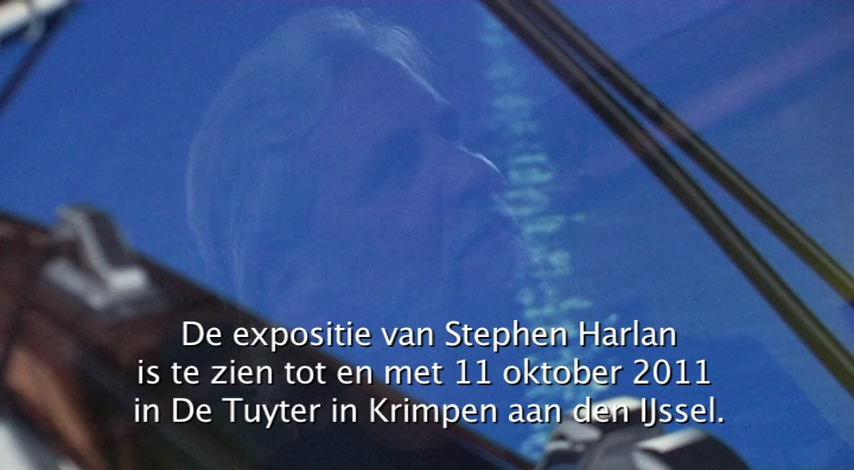 De expositie van Stephen Harlan
is te zien tot en met 11 oktober 2011
in De Tuyter in Krimpen aan den IJssel.